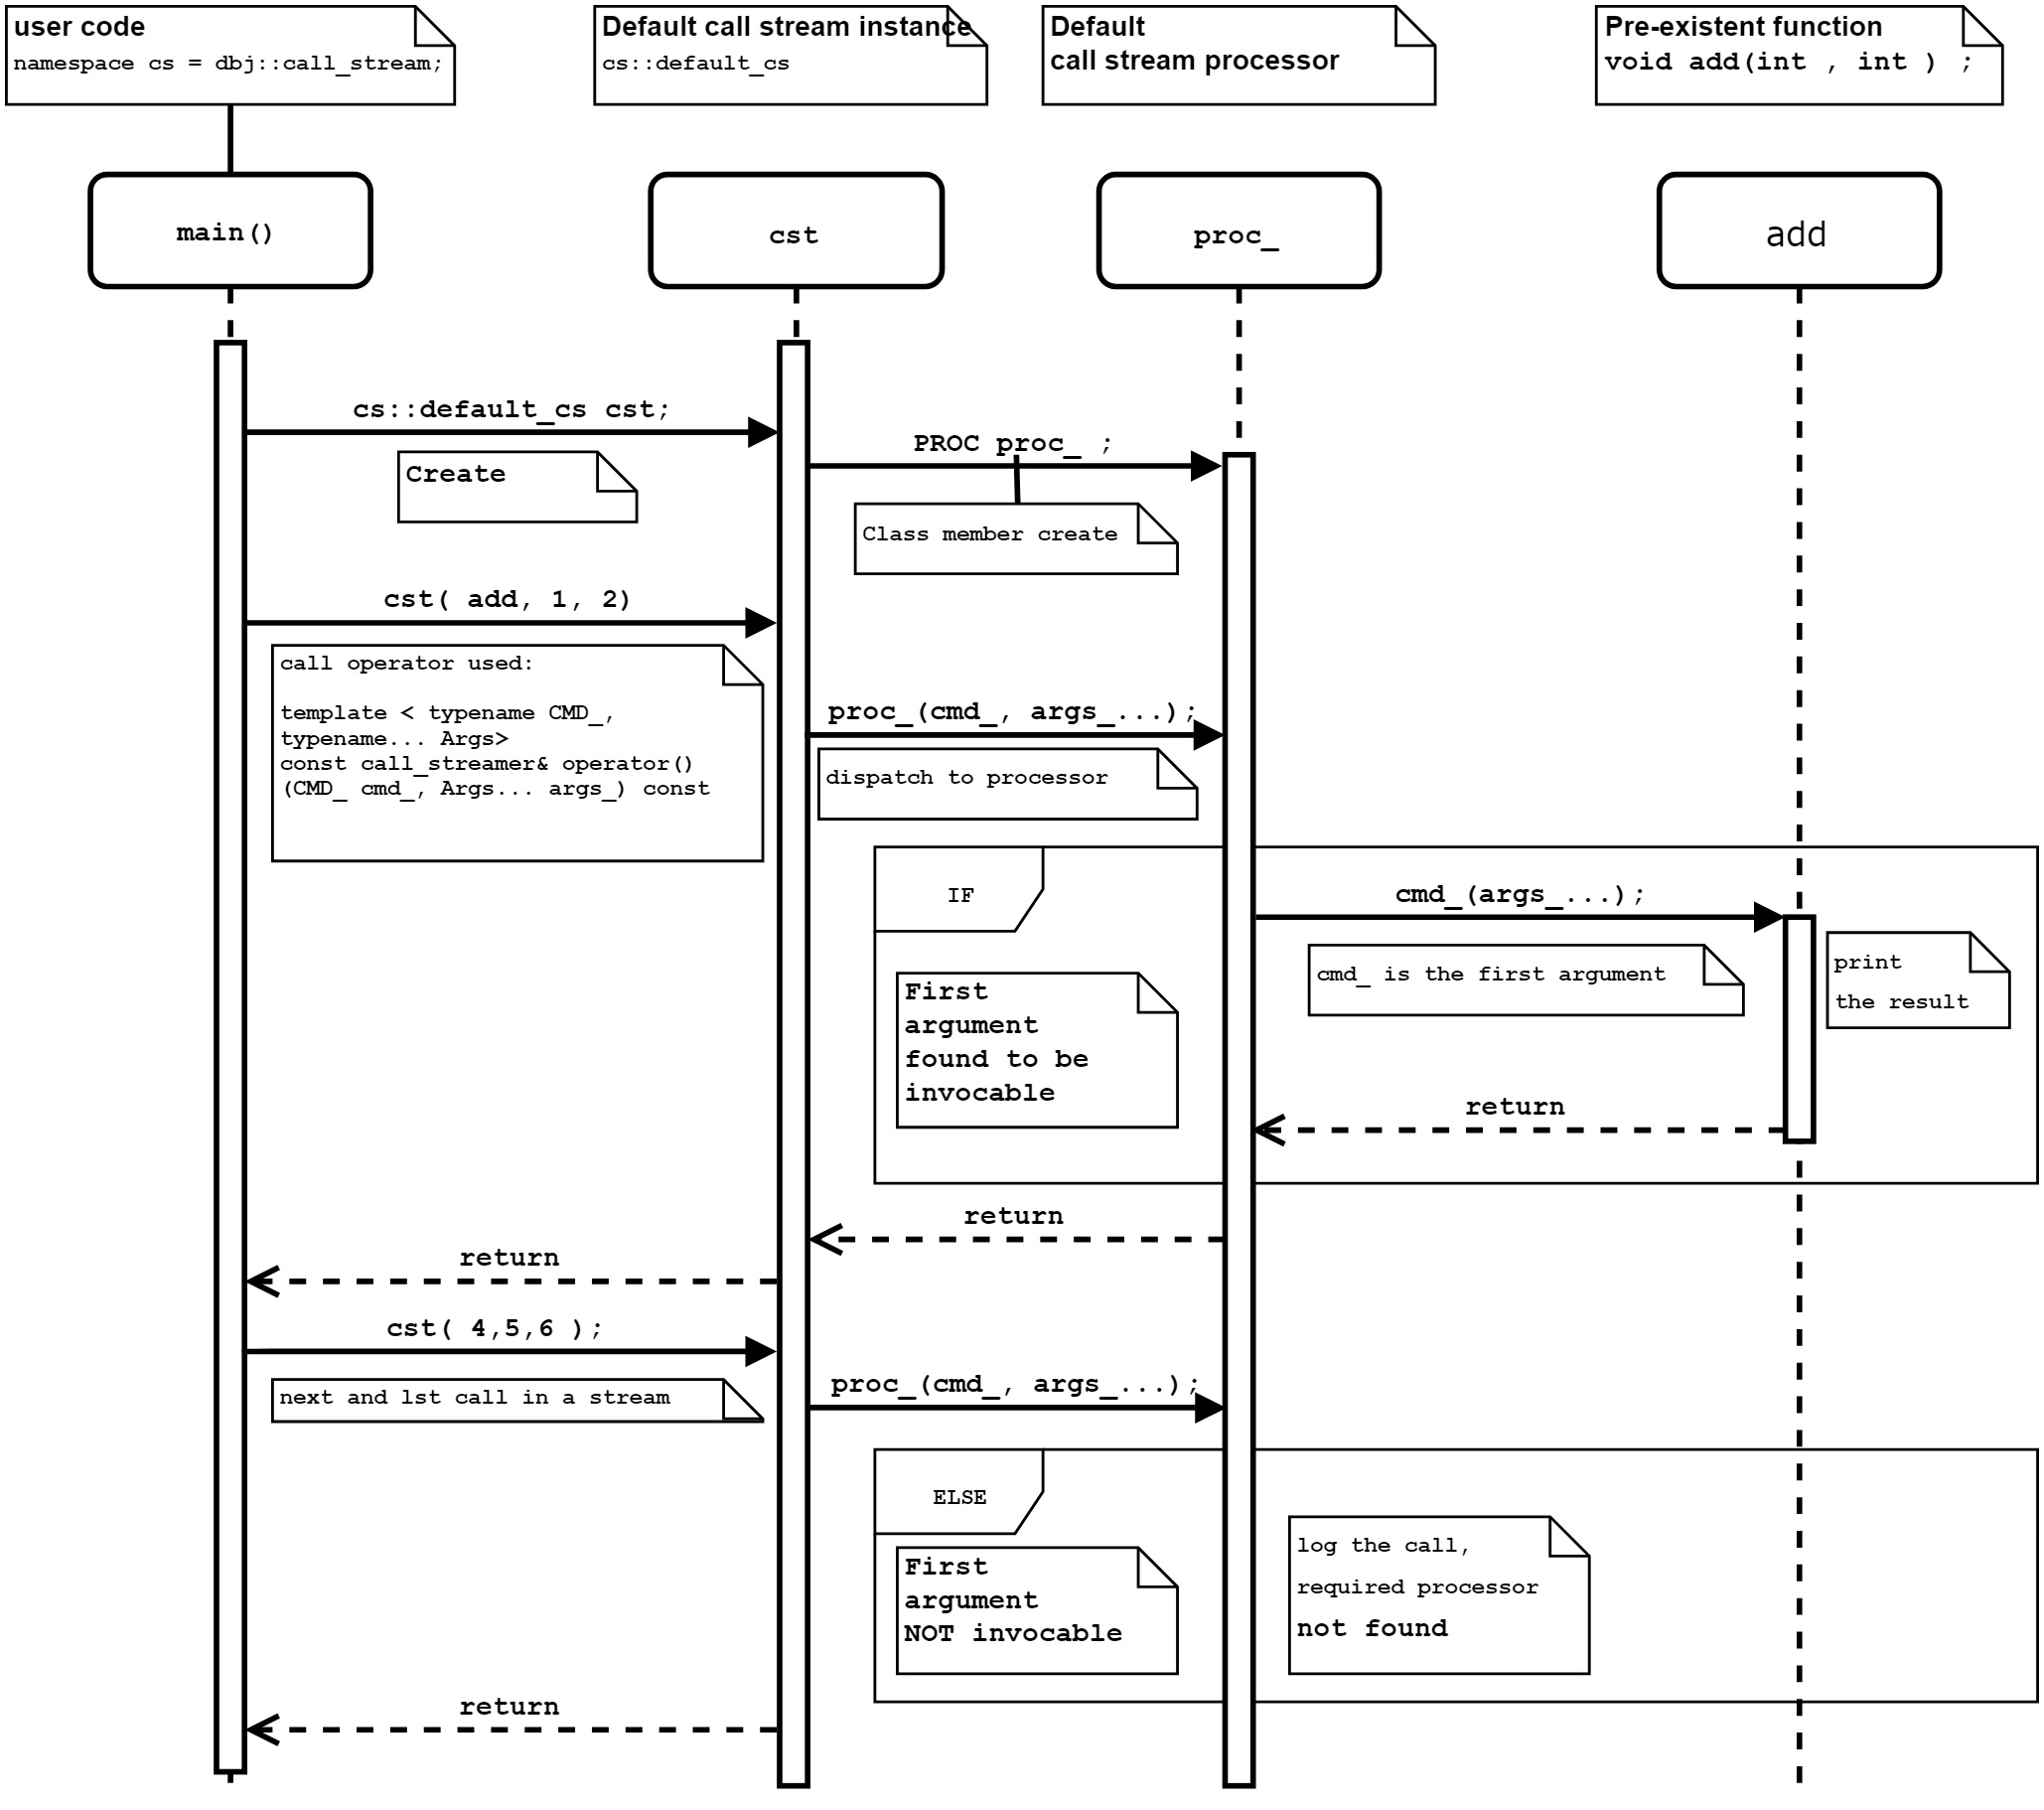 user code
namespace cs = dbj::call_stream;
Default call stream instance
cs::default_cs
Default
call stream processor
Pre-existent function
void add(int , int ) ;
main()
cst
proc_
add
cs::default_cs cst;
Create
PROC proc_ ;
Class member create
cst( add, 1, 2)
call operator used:
template < typename CMD_,
typename... Args>
const call_streamer& operator()
(CMD_ cmd_, Args... args_) const
proc_(cmd_, args_...);
dispatch to processor
IF
First
argument
found to be
invocable
cmd_(args_...);
cmd_ is the first argument
print
the result
return
return
return
cst( 4,5,6 );
next and lst call in a stream
proc_(cmd_, args_...);
ELSE
First
argument
NOT invocable
log the call,
required processor
not found
return